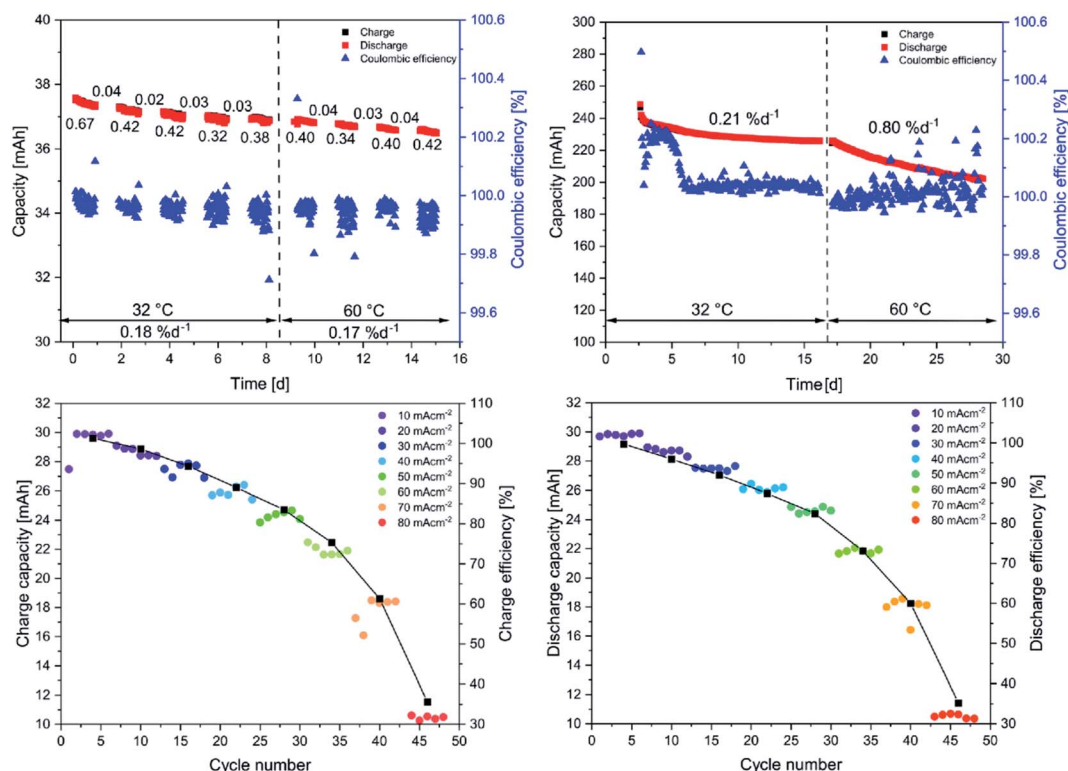 40
38
36
34
32
30
Capacity [mAh]
Charge
Discharge
Coulombic efficiency
0.04
0.02
0.03
0.03
0.04
0.03
0.04
0.67
0.42
0.42
0.32
0.38
0.40
0.34
0.40
0.42
32 °C
60 °C
0.18 %d-1
0.17 %d-1
0 2 4 6 8 10 12 14 16
Time [d]
100.6
100.4
100.2
100.0
99.8
99.6
Coulombic efficiency [%]
300
280
260
240
220
200
180
160
140
120
100
Capacity [mAh]
Charge
Discharge
Coulombic efficiency
0.21 %d-1
0.80 %d-1
32 °C
60 °C
0 5 10 15 20 25 30
Time [d]
100.6
100.4
100.2
100.0
99.8
99.6
Coulombic efficiency [%]
32
30
28
26
24
22
20
18
16
14
12
10
Charge capacity [mAh]
10 mAcm-2
20 mAcm-2
30 mAcm-2
40 mAcm-2
50 mAcm-2
60 mAcm-2
70 mAcm-2
80 mAcm-2
0 5 10 15 20 25 30 35 40 45 50
Cycle number
110
100
90
80
70
60
50
40
30
Charge efficiency [%]
32
30
28
26
24
22
20
18
16
14
12
10
Discharge capacity [mAh]
10 mAcm-2
20 mAcm-2
30 mAcm-2
40 mAcm-2
50 mAcm-2
60 mAcm-2
70 mAcm-2
80 mAcm-2
0 5 10 15 20 25 30 35 40 45 50
Cycle number
110
100
90
80
70
60
50
40
30
Discharge efficiency [%]